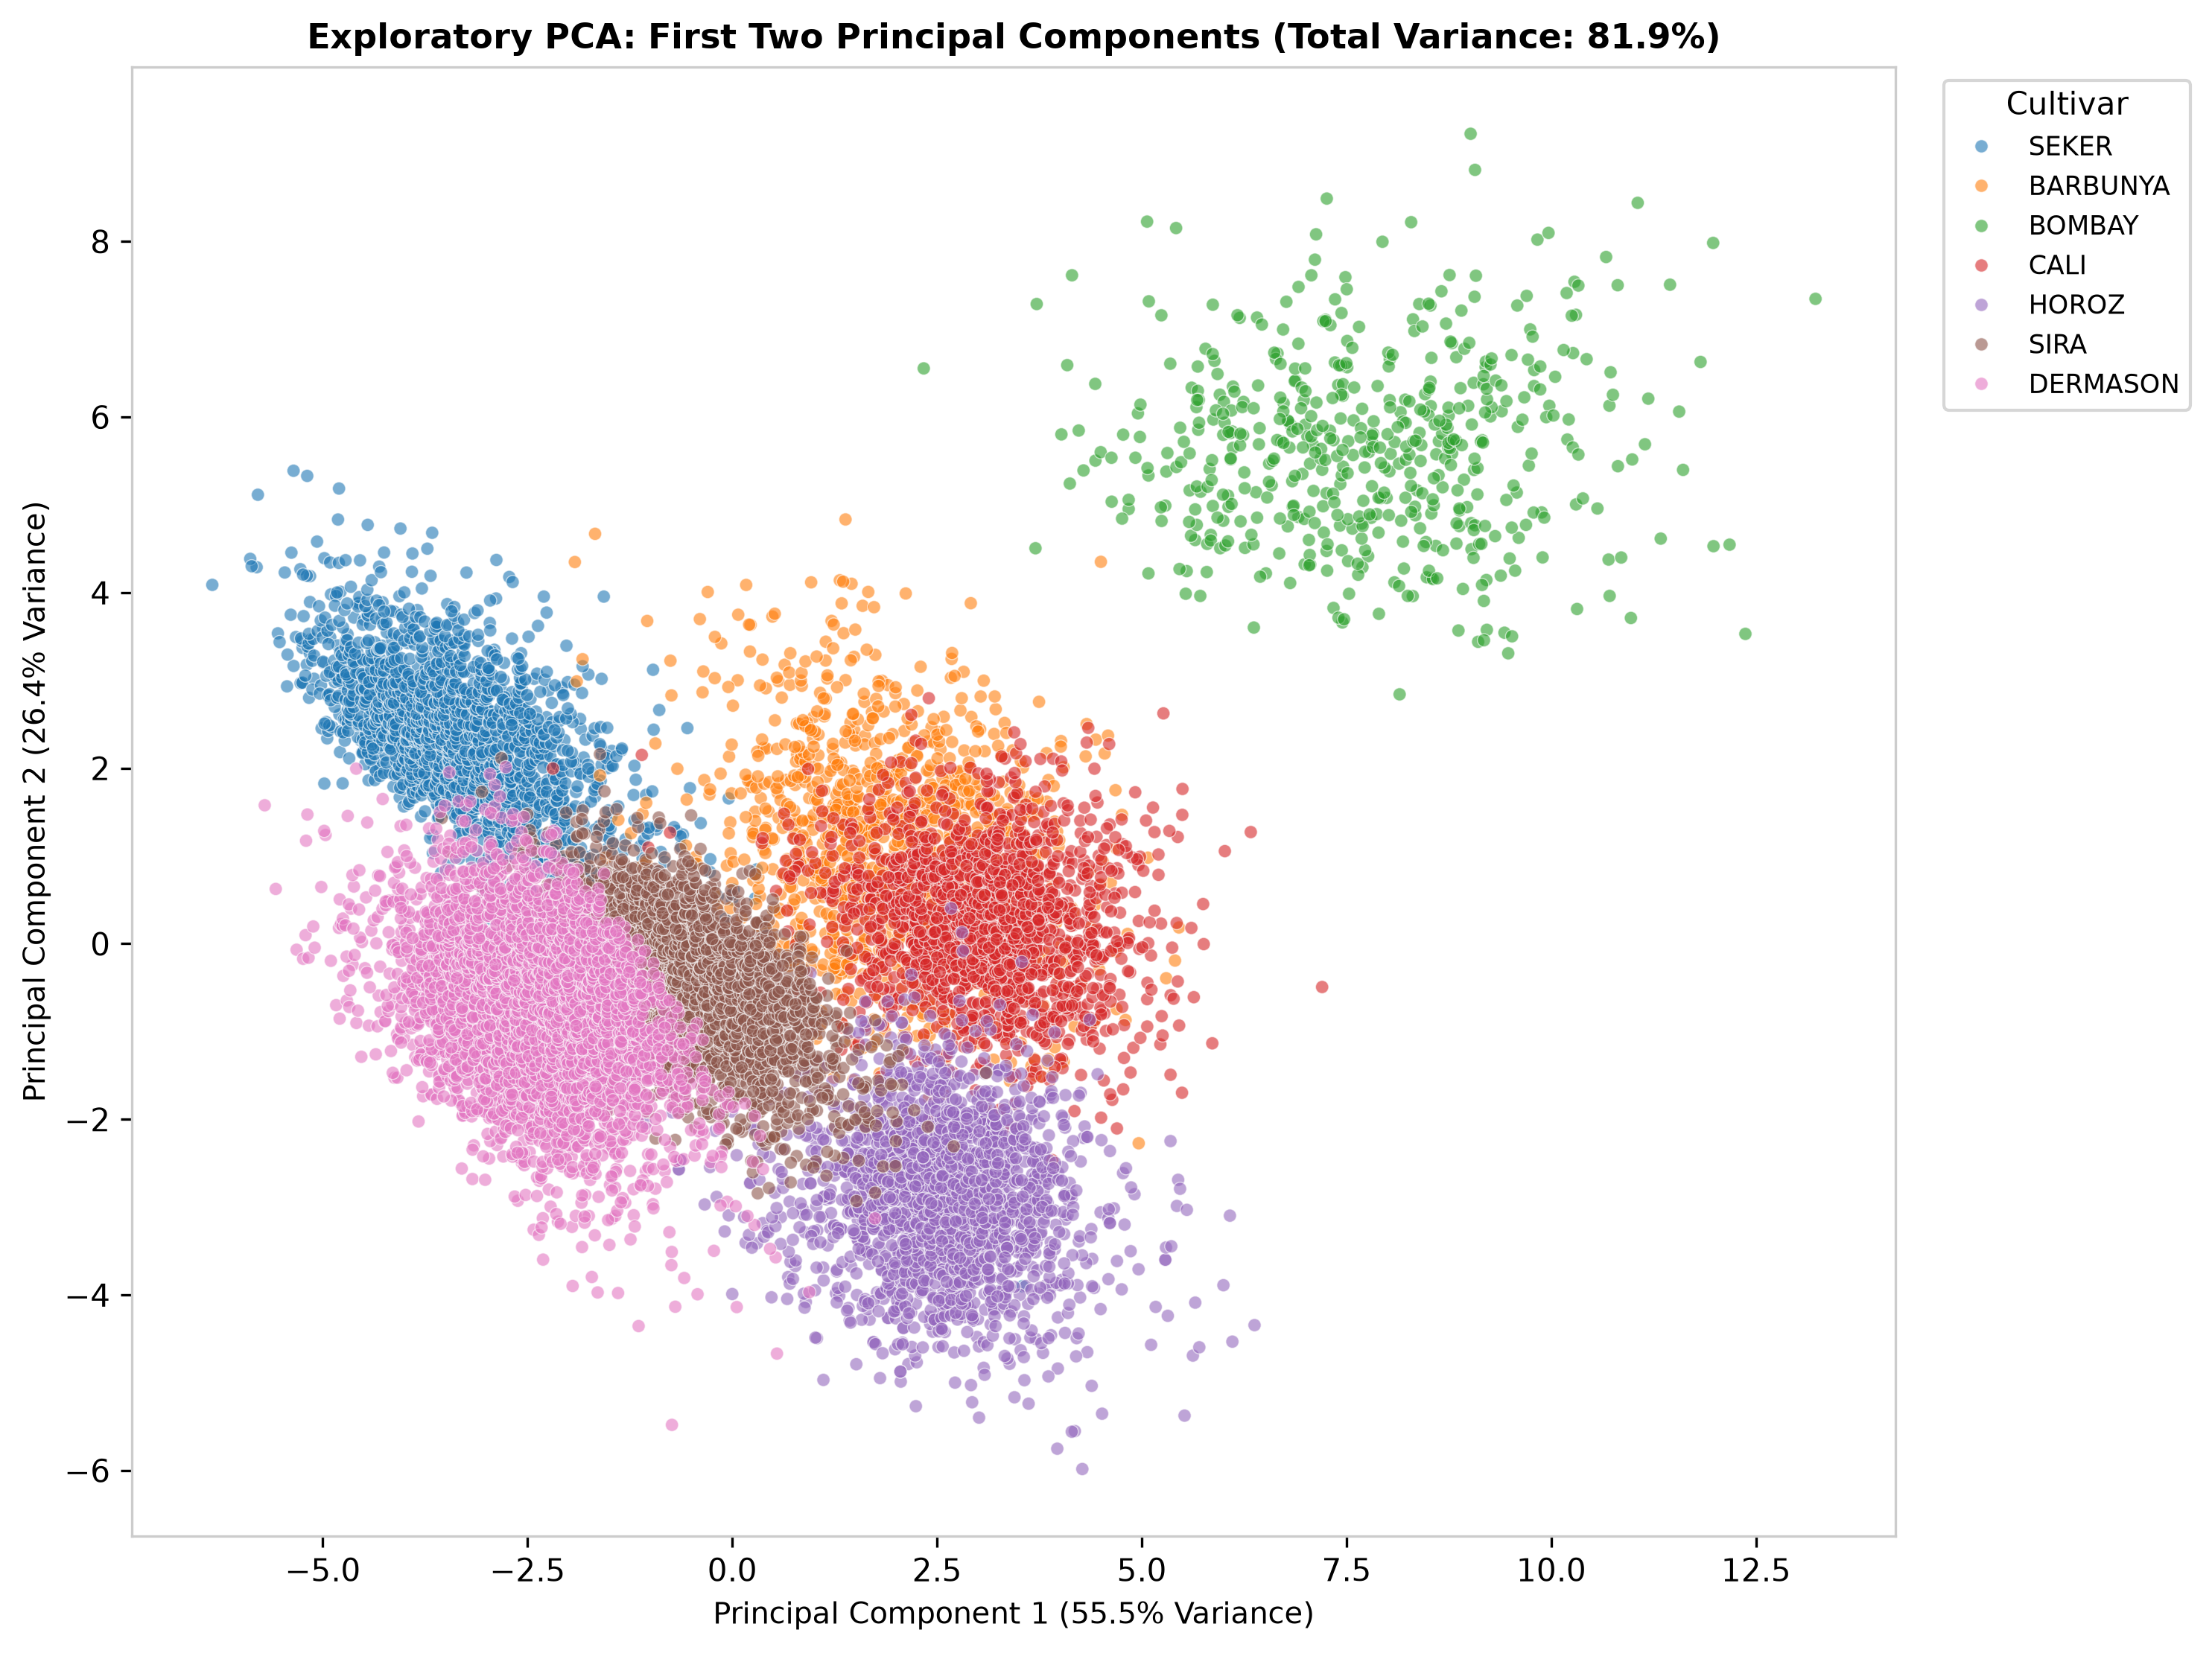 Exploratory PCA: First Two Principal Components (Total Variance: 81.9%)
Cultivar
SEKER
BARBUNYA
BOMBAY
CALI
HOROZ
SIRA
DERMASON
Principal Component 2 (26.4% Variance)
8
6
4
2
0
−2
−4
−6
−5.0 −2.5 0.0 2.5 5.0 7.5 10.0 12.5
Principal Component 1 (55.5% Variance)